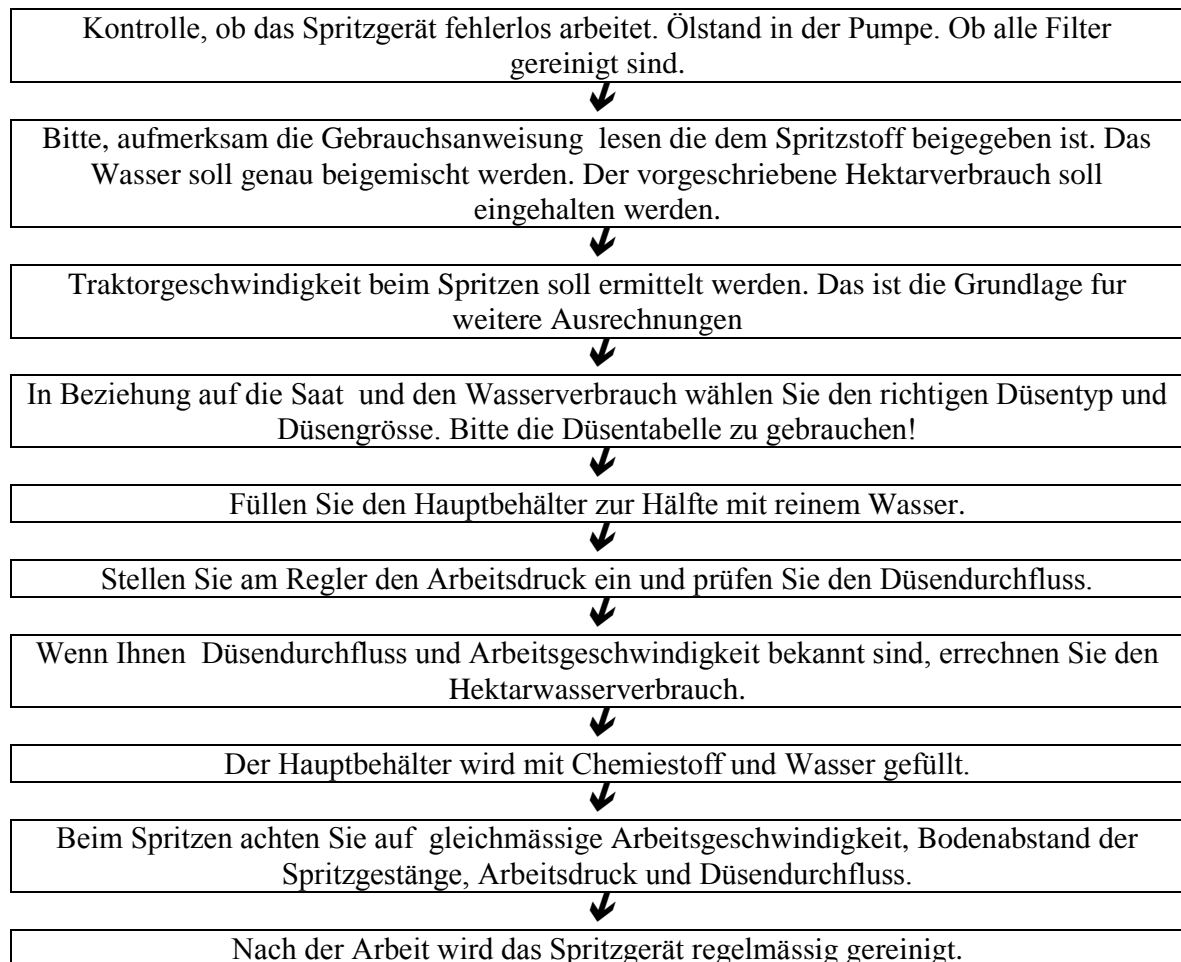 Kontrolle, ob das Spritzgerät fehlerlos arbeitet. Ölstand in der Pumpe. Ob alle Filter
gereinigt sind.
Bitte, aufmerksam die Gebrauchsanweisung lesen die dem Spritzstoff beigegeben ist. Das
Wasser soll genau beigemischt werden. Der vorgeschriebene Hektarverbrauch soll
eingehalten werden.
Traktorgeschwindigkeit beim Spritzen soll ermittelt werden. Das ist die Grundlage fur
weitere Ausrechnungen
In Beziehung auf die Saat und den Wasserverbrauch wählen Sie den richtigen Düsentyp und
Düsengrösse. Bitte die Düsentabelle zu gebrauchen!
Füllen Sie den Hauptbehälter zur Hälfte mit reinem Wasser.
Stellen Sie am Regler den Arbeitsdruck ein und prüfen Sie den Düsendurchfluss.
Wenn Ihnen Düsendurchfluss und Arbeitsgeschwindigkeit bekannt sind, errechnen Sie den
Hektarwasserverbrauch.
Der Hauptbehälter wird mit Chemiestoff und Wasser gefüllt.
Beim Spritzen achten Sie auf gleichmässige Arbeitsgeschwindigkeit, Bodenabstand der
Spritzgestänge, Arbeitsdruck und Düsendurchfluss.
Nach der Arbeit wird das Spritzgerät regelmässig gereinigt.